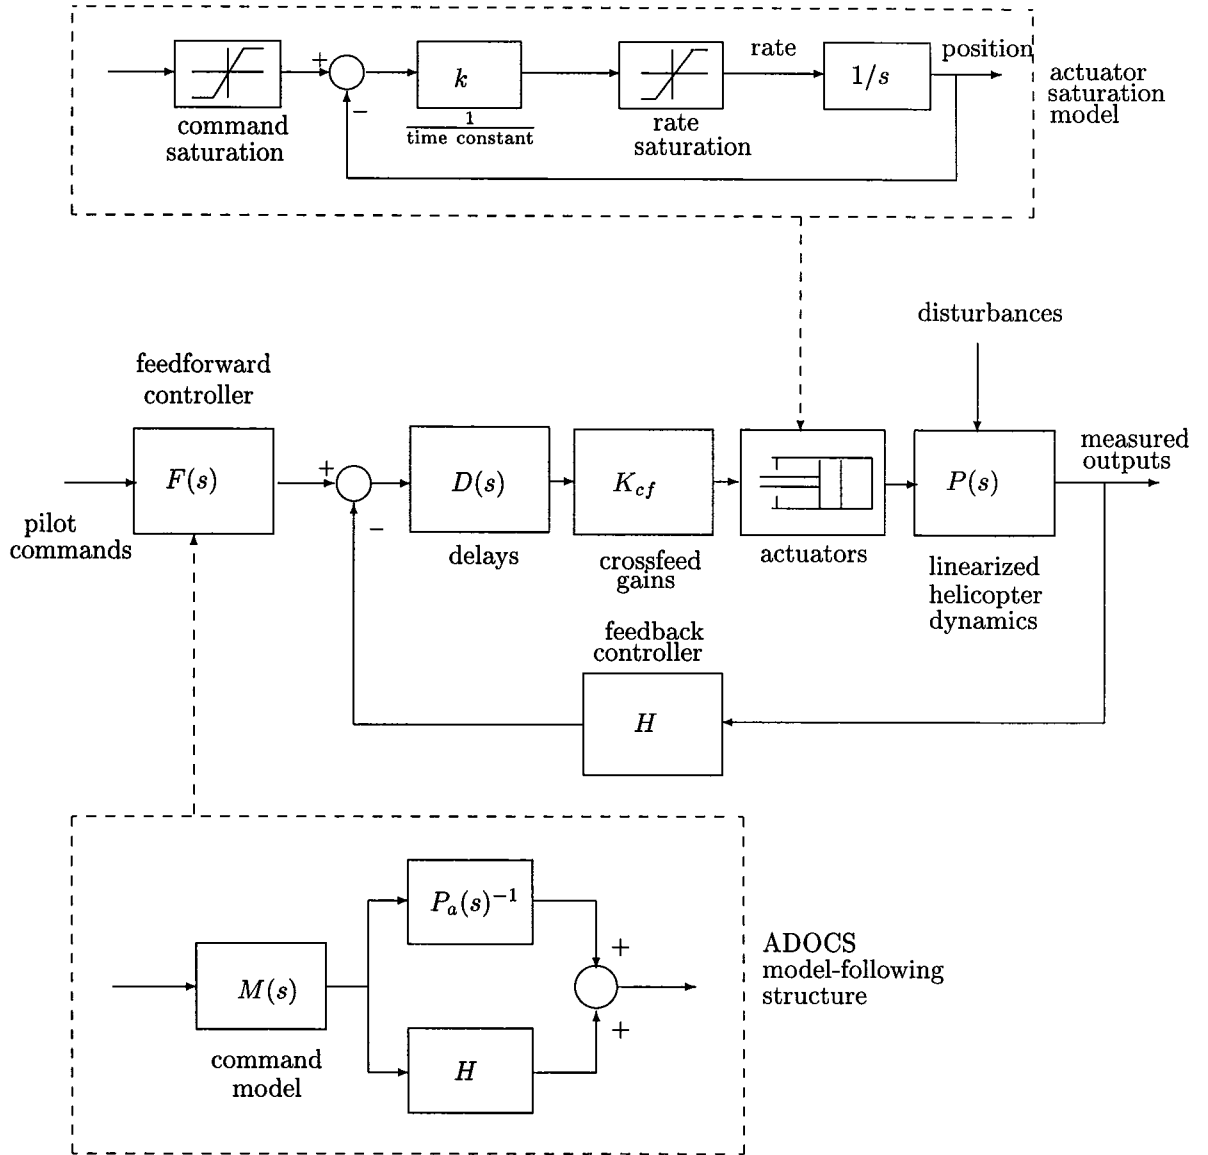 rate
position
+
k
1/s
−
command
saturation
1
time constant
rate
saturation
actuator
saturation
model
disturbances
feedforward
controller
F(s)
+
−
D(s)
K_cf
P(s)
measured
outputs
pilot
commands
delays
crossfeed
gains
actuators
linearized
helicopter
dynamics
feedback
controller
H
P_a(s)^{-1}
+
M(s)
+
H
command
model
ADOCS
model-following
structure